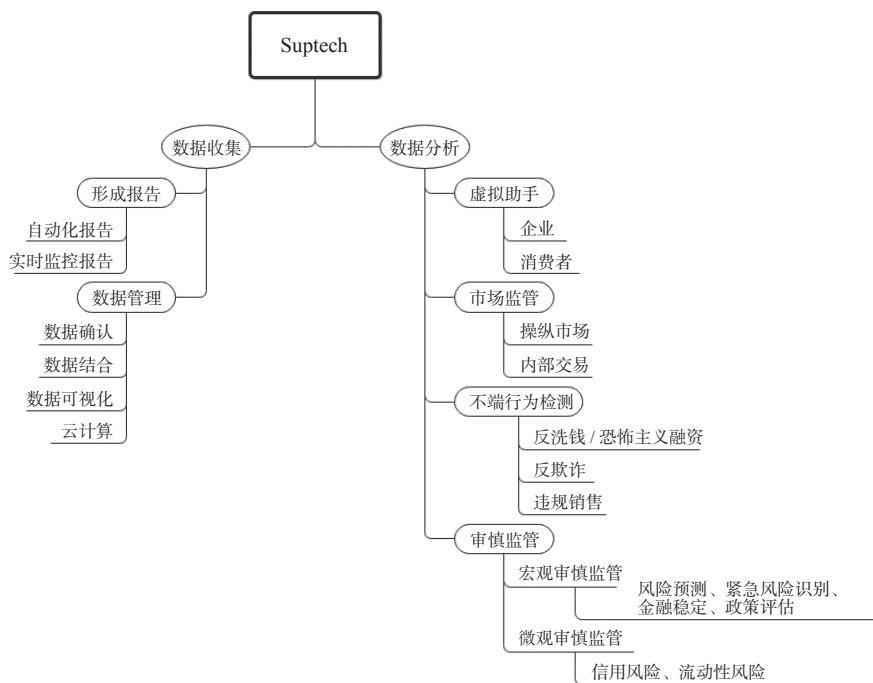 Suptech
数据收集
形成报告
自动化报告
实时监控报告
数据管理
数据确认
数据结合
数据可视化
云计算
数据分析
虚拟助手
企业
消费者
市场监管
操纵市场
内部交易
不端行为检测
反洗钱 / 恐怖主义融资
反欺诈
违规销售
审慎监管
宏观审慎监管
风险预测、紧急风险识别、
金融稳定、政策评估
微观审慎监管
信用风险、流动性风险